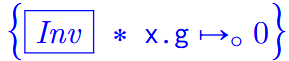 {Inv * x.g ↦∘ 0}